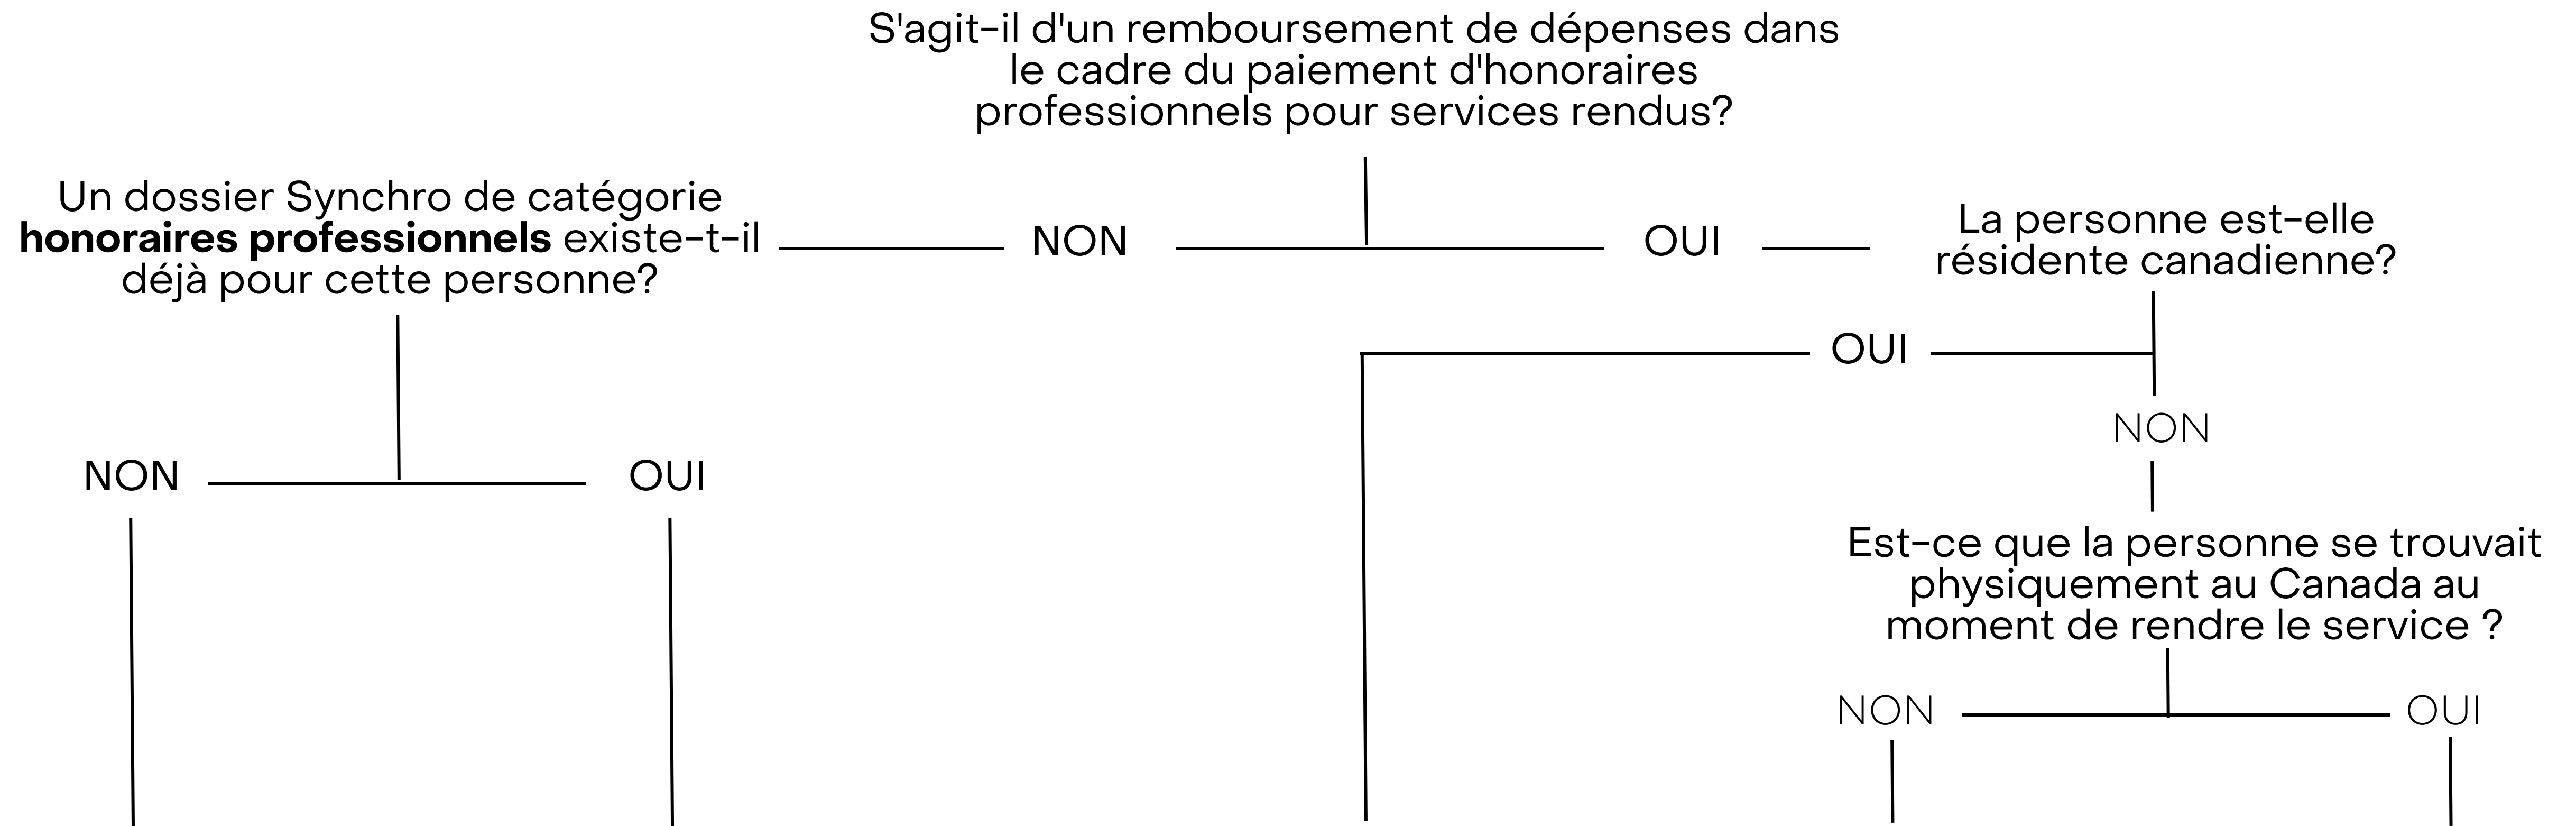 S'agit-il d'un remboursement de dépenses dans
le cadre du paiement d'honoraires
professionnels pour services rendus?
Un dossier Synchro de catégorie
honoraires professionnels existe-t-il
déjà pour cette personne?
NON
OUI
La personne est-elle
résidente canadienne?
OUI
NON
NON
OUI
Est-ce que la personne se trouvait
physiquement au Canada au
moment de rendre le service ?
NON
OUI